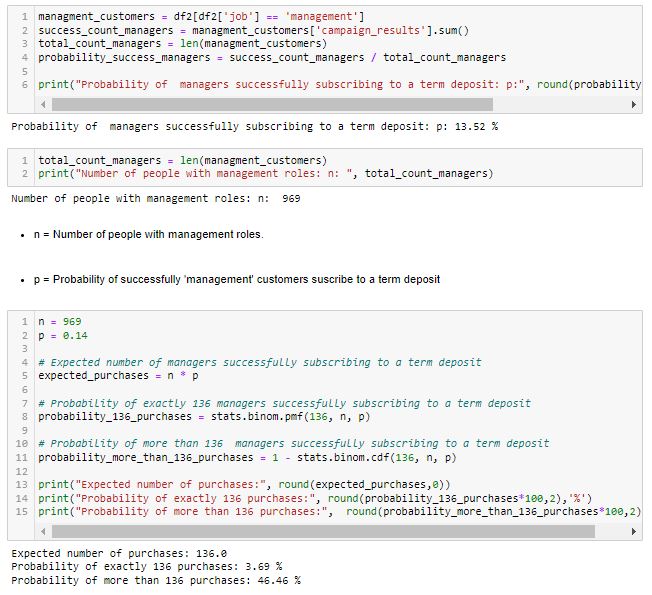 1 managment_customers = df2[df2['job'] == 'management']
2 success_count_managers = managment_customers['campaign_results'].sum()
3 total_count_managers = len(managment_customers)
4 probability_success_managers = success_count_managers / total_count_managers
5
6 print("Probability of  managers successfully subscribing to a term deposit: p:", round(probability
Probability of  managers successfully subscribing to a term deposit: p: 13.52 %
1 total_count_managers = len(managment_customers)
2 print("Number of people with management roles: n: ", total_count_managers)
Number of people with management roles: n:  969
• n = Number of people with management roles.
• p = Probability of successfully 'management' customers suscribe to a term deposit
1 n = 969
2 p = 0.14
3
4 # Expected number of managers successfully subscribing to a term deposit
5 expected_purchases = n * p
6
7 # Probability of exactly 136 managers successfully subscribing to a term deposit
8 probability_136_purchases = stats.binom.pmf(136, n, p)
9
10 # Probability of more than 136  managers successfully subscribing to a term deposit
11 probability_more_than_136_purchases = 1 - stats.binom.cdf(136, n, p)
12
13 print("Expected number of purchases:", round(expected_purchases,0))
14 print("Probability of exactly 136 purchases:", round(probability_136_purchases*100,2),'%')
15 print("Probability of more than 136 purchases:",  round(probability_more_than_136_purchases*100,2)
Expected number of purchases: 136.0
Probability of exactly 136 purchases: 3.69 %
Probability of more than 136 purchases: 46.46 %